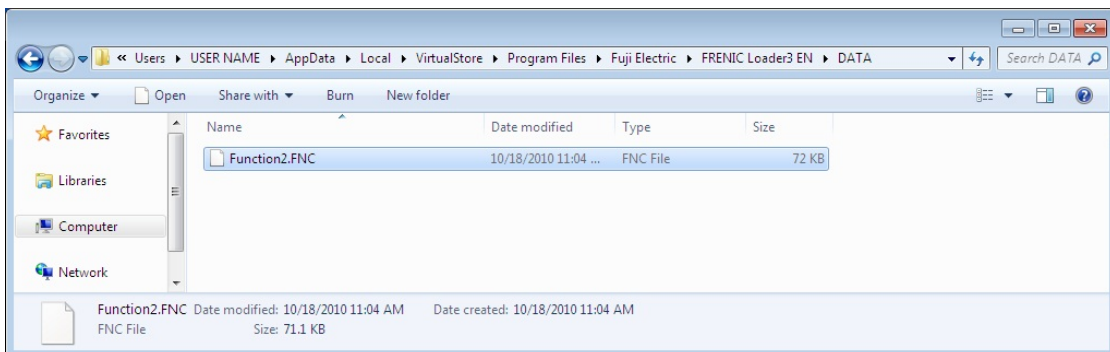 « Users ▸ USER NAME ▸ AppData ▸ Local ▸ VirtualStore ▸ Program Files ▸ Fuji Electric ▸ FRENIC Loader3 EN ▸ DATA
Search DATA
Organize Open Share with Burn New folder
Favorites
Libraries
Computer
Network
Name Date modified Type Size
Function2.FNC 10/18/2010 11:04 ... FNC File 72 KB
Function2.FNC Date modified: 10/18/2010 11:04 AM Date created: 10/18/2010 11:04 AM
FNC File Size: 71.1 KB